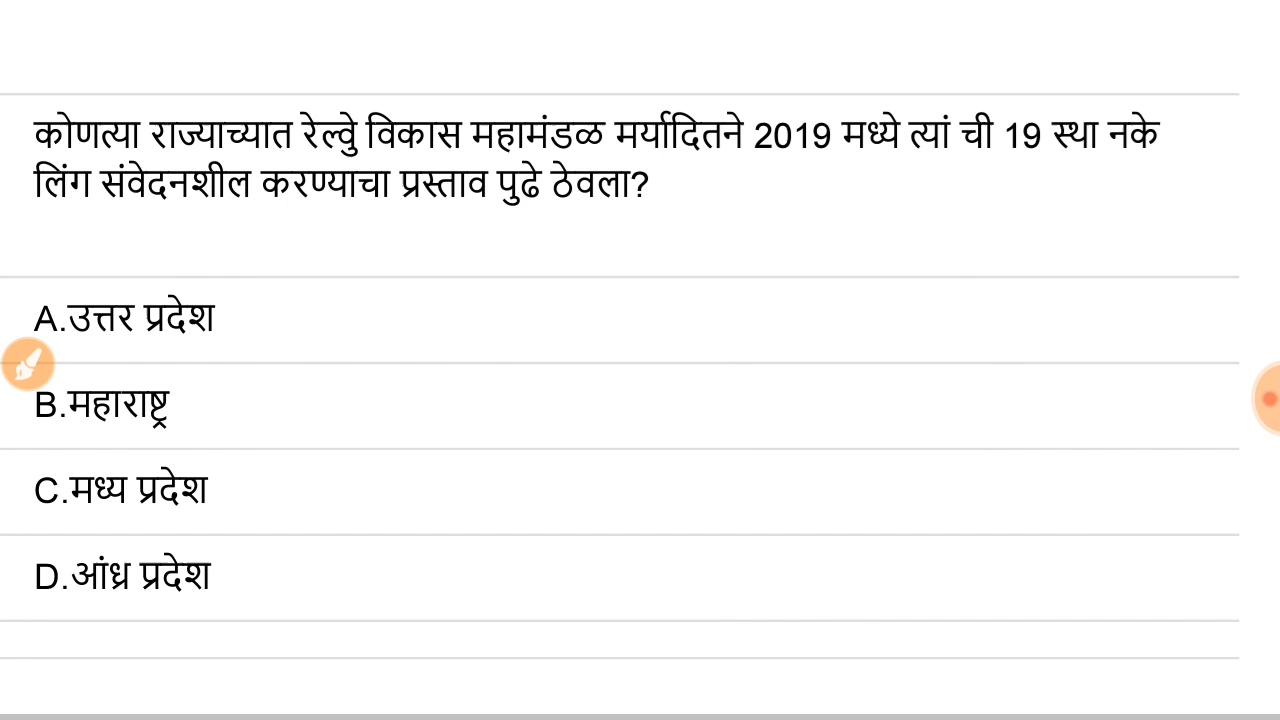 कोणत्या राज्याच्यात रेल्वे विकास महामंडळ मर्यादितने 2019 मध्ये त्यां ची 19 स्था नके
लिंग संवेदनशील करण्याचा प्रस्ताव पुढे ठेवला?
A.उत्तर प्रदेश
B.महाराष्ट्र
C.मध्य प्रदेश
D.आंध्र प्रदेश